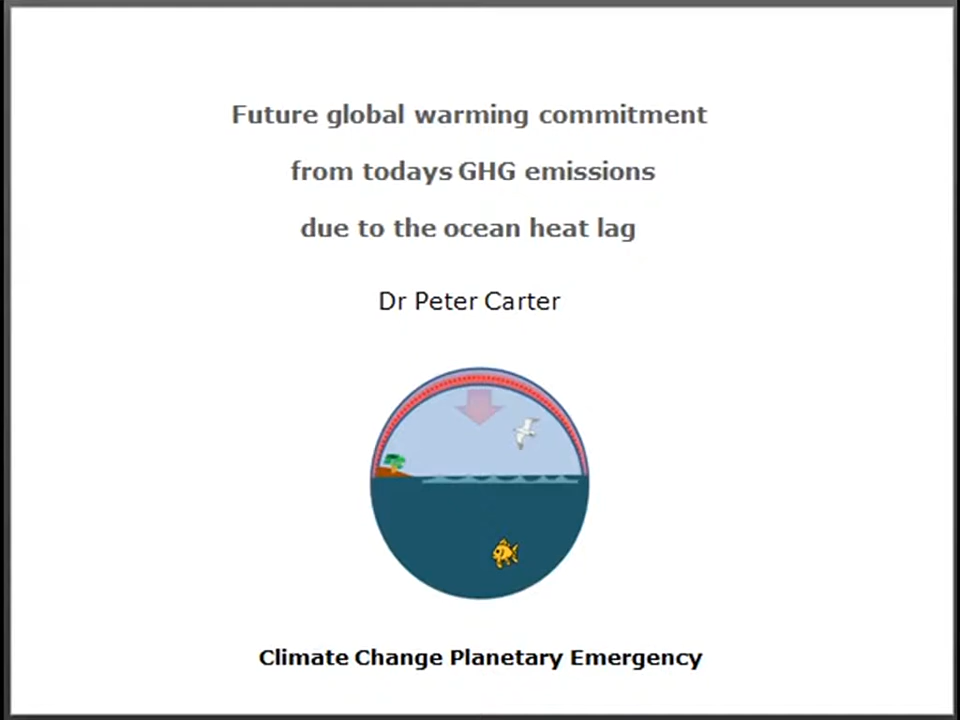 Future global warming commitment
from todays GHG emissions
due to the ocean heat lag
Dr Peter Carter
Climate Change Planetary Emergency